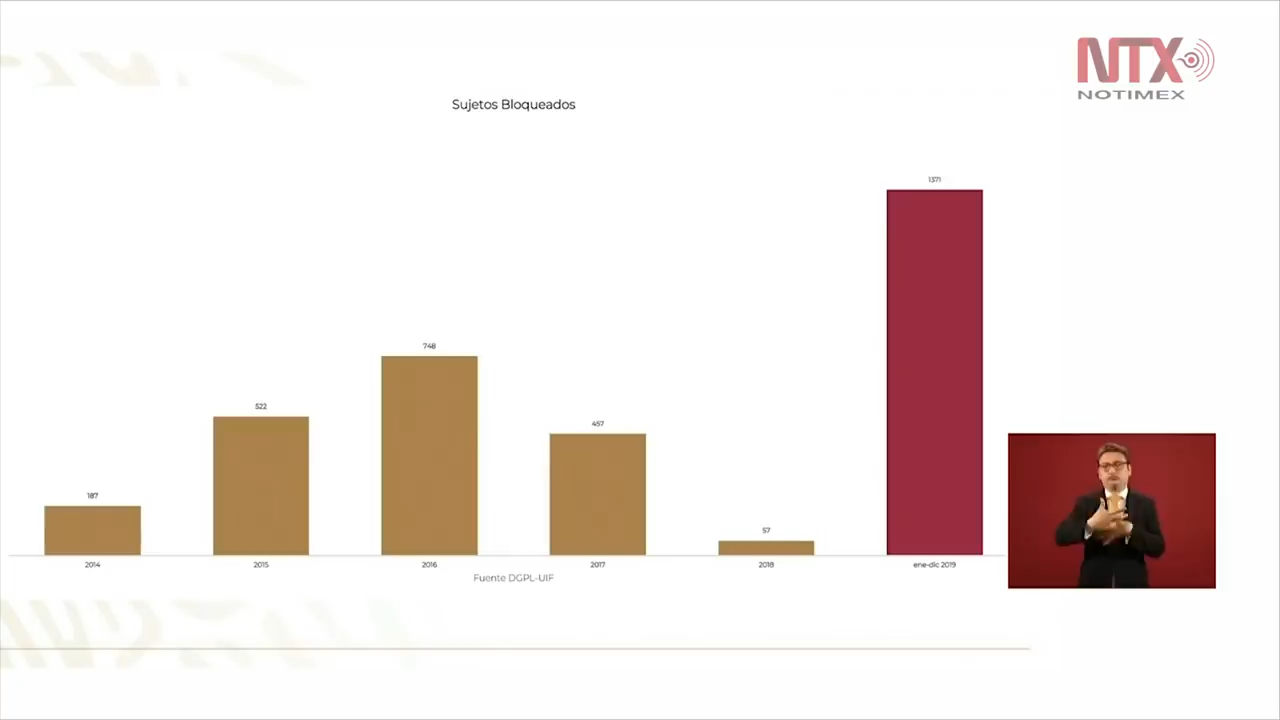 NTX
NOTIMEX
Sujetos Bloqueados
1371
748
522
457
187
57
2014
2015
2016
2017
2018
ene-dic 2019
Fuente DGPL-UIF